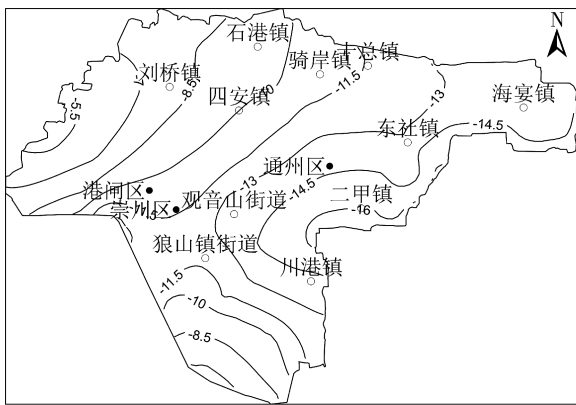 N
石港镇
十总镇
骑岸镇
刘桥镇
-7
-8.5
-10
-11.5
-13
海宴镇
-5.5
四安镇
东社镇
-14.5
通州区
港闸区
-13
-14.5
二甲镇
崇川区
观音山街道
-16
狼山镇街道
川港镇
-11.5
-10
-8.5